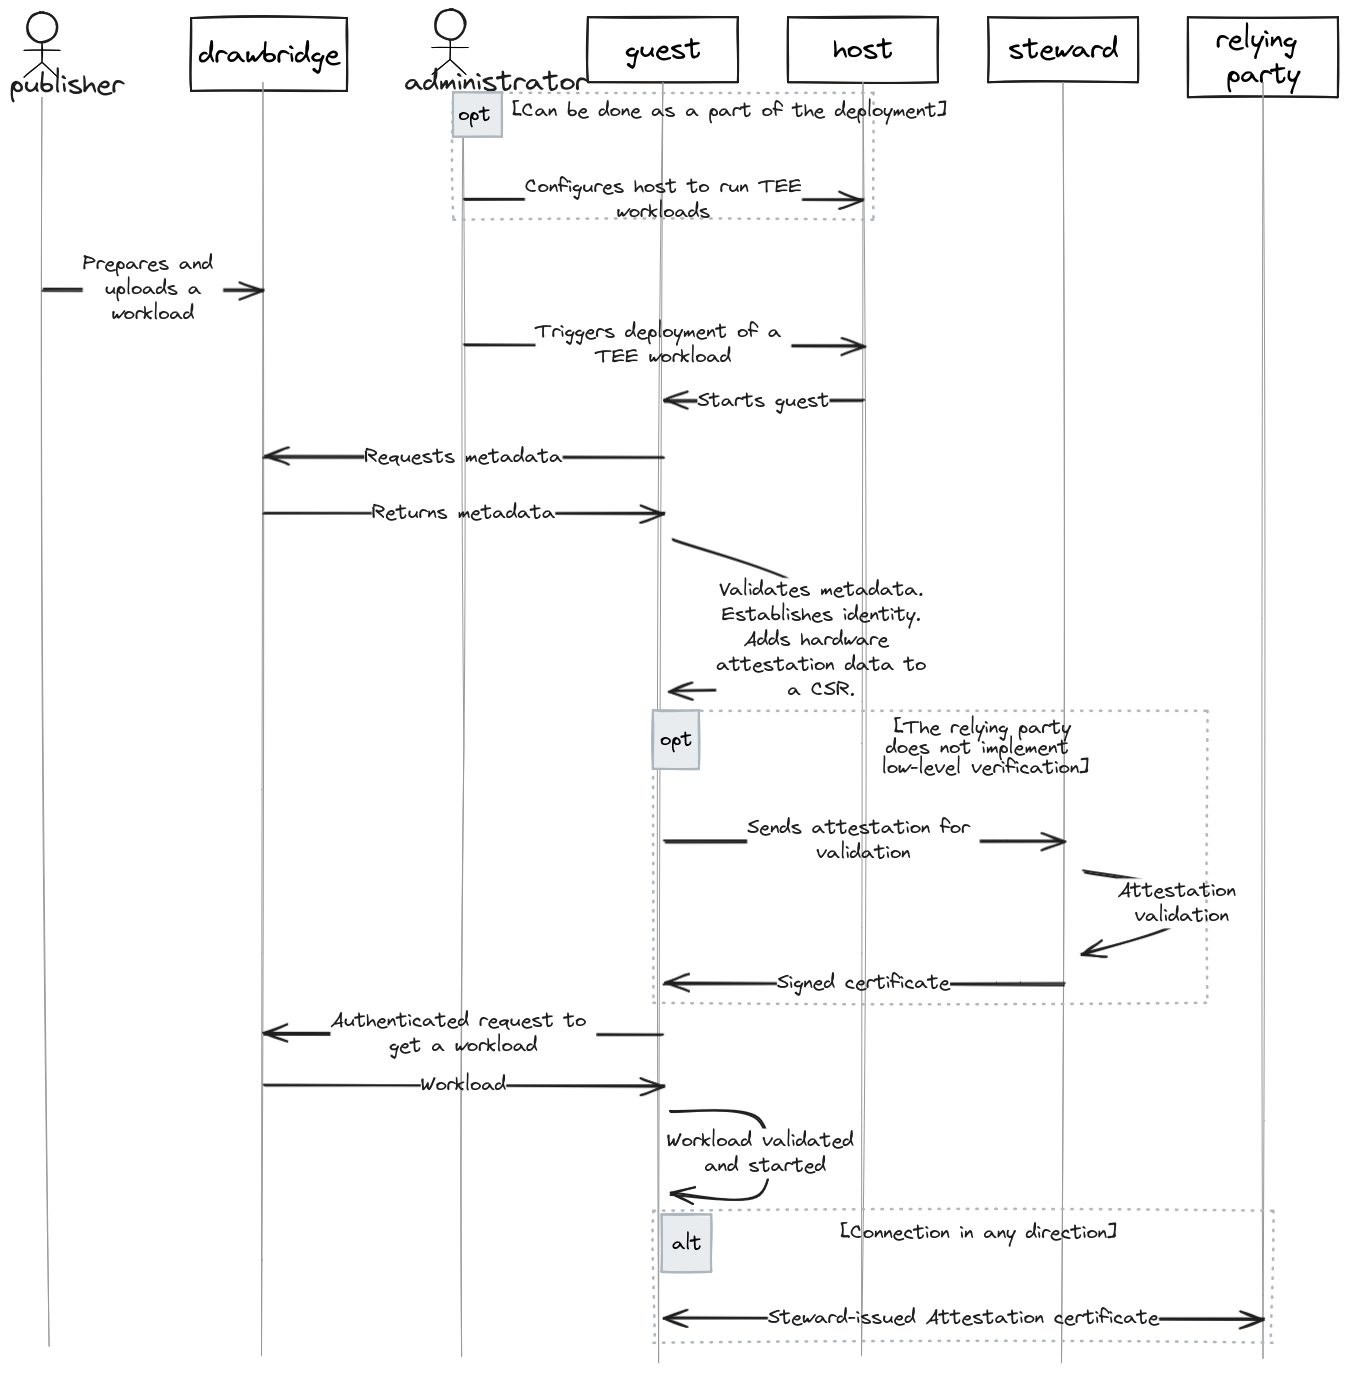 publisher
drawbridge
administrator
guest
host
steward
relying
party
opt
[Can be done as a part of the deployment]
Configures host to run TEE
workloads
Prepares and
uploads a
workload
Triggers deployment of a
TEE workload
Starts guest
Requests metadata
Returns metadata
Validates metadata.
Establishes identity.
Adds hardware
attestation data to
a CSR.
opt
[The relying party
does not implement
low-level verification]
Sends attestation for
validation
Attestation
validation
Signed certificate
Authenticated request to
get a workload
Workload
Workload validated
and started
alt
[Connection in any direction]
Steward-issued Attestation certificate